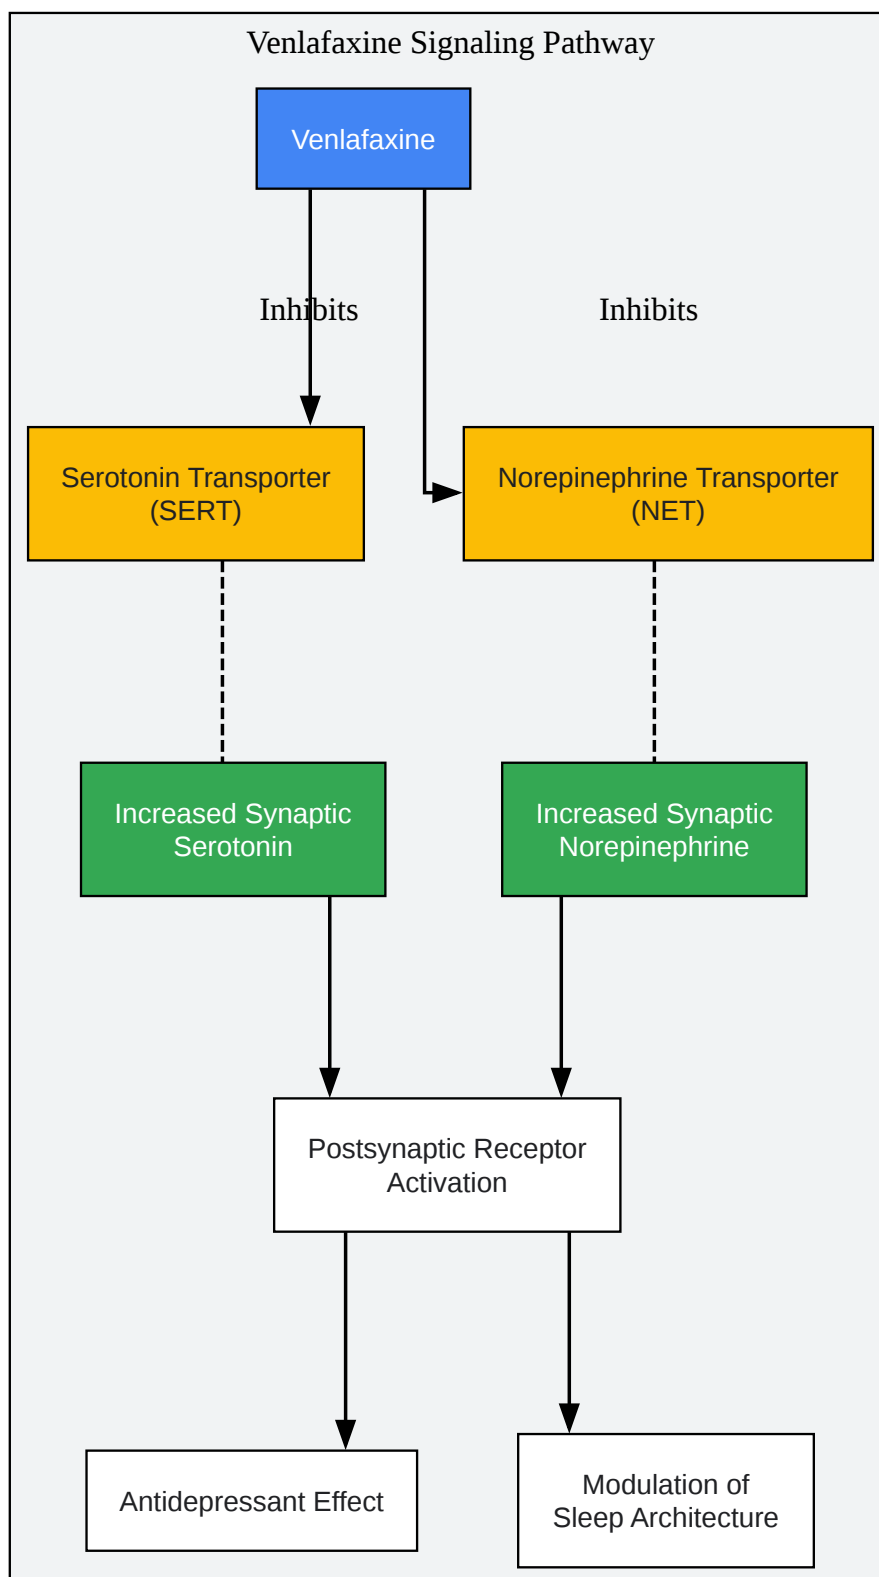 Venlafaxine Signaling Pathway
Venlafaxine
Inhibits
Inhibits
Serotonin Transporter
(SERT)
Norepinephrine Transporter
(NET)
Increased Synaptic
Serotonin
Increased Synaptic
Norepinephrine
Postsynaptic Receptor
Activation
Antidepressant Effect
Modulation of
Sleep Architecture